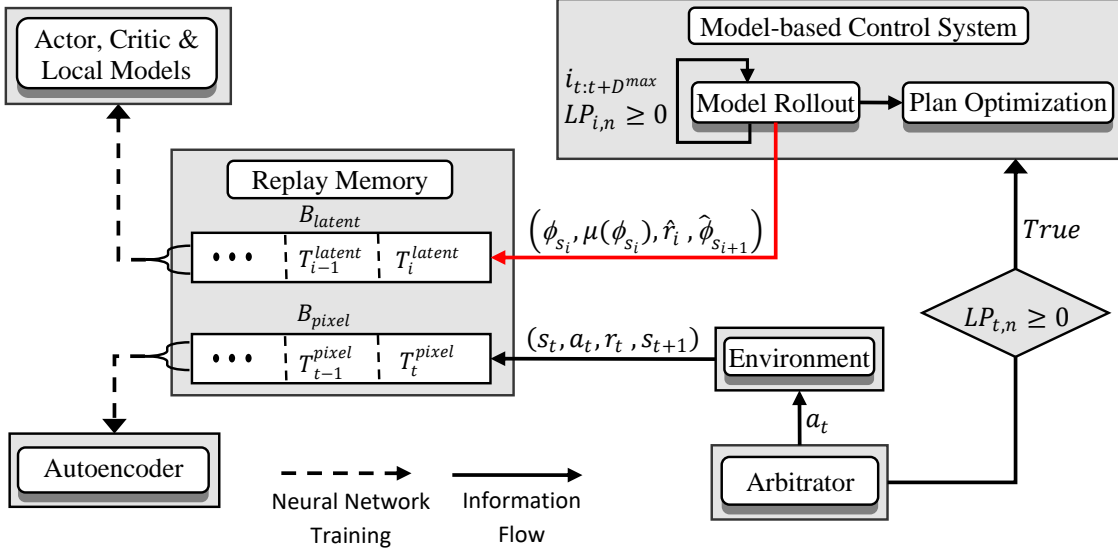 Actor, Critic &
Local Models
Model-based Control System
i_{t:t+D^{max}}
LP_{i,n} ≥ 0
Model Rollout
Plan Optimization
Replay Memory
B_{latent}
• • •
T_{i-1}^{latent}
T_i^{latent}
(ϕ_{s_i}, μ(ϕ_{s_i}), r̂_i , ϕ̂_{s_{i+1}})
True
LP_{t,n} ≥ 0
B_{pixel}
• • •
T_{t-1}^{pixel}
T_t^{pixel}
(s_t, a_t, r_t , s_{t+1})
Environment
a_t
Autoencoder
Arbitrator
Neural Network
Training
Information
Flow